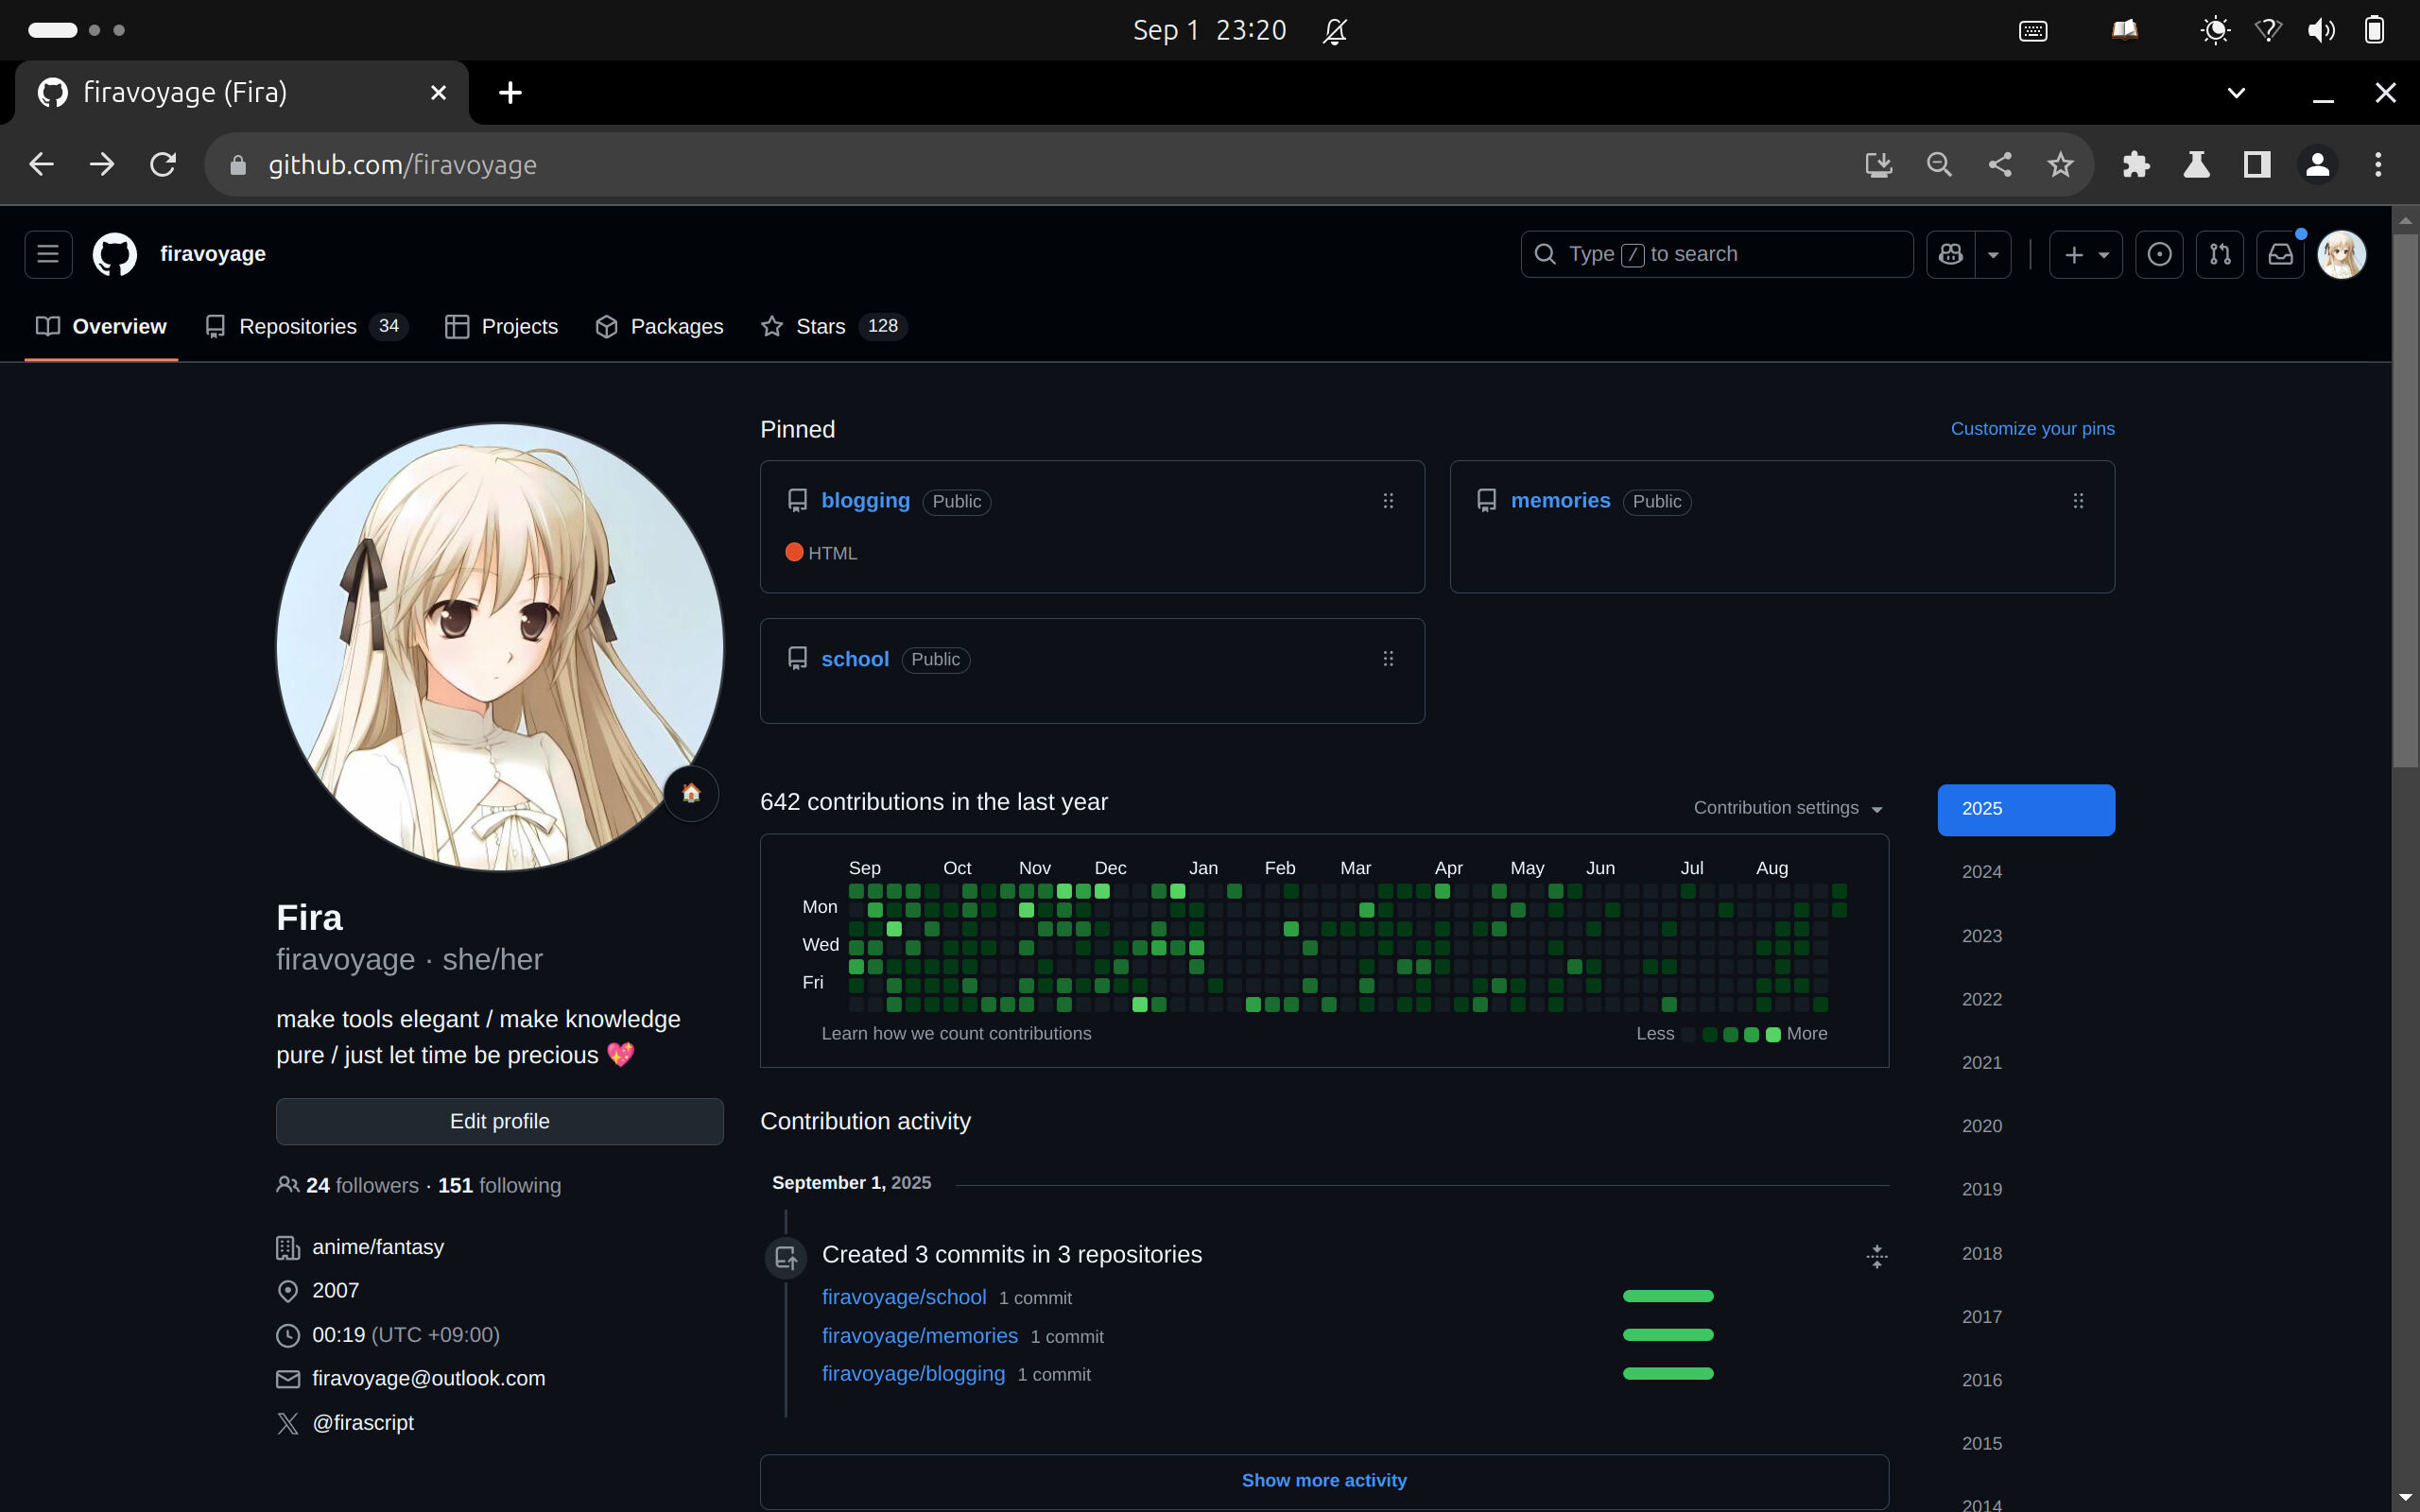 Sep 1 23:20
firavoyage (Fira)
github.com/firavoyage
firavoyage
Type / to search
Overview
Repositories 34
Projects
Packages
Stars 128
Pinned
Customize your pins
blogging Public
HTML
memories Public
school Public
Fira
firavoyage · she/her
make tools elegant / make knowledge
pure / just let time be precious 💖
Edit profile
24 followers · 151 following
anime/fantasy
2007
00:19 (UTC +09:00)
firavoyage@outlook.com
@firascript
642 contributions in the last year
Contribution settings
Sep Oct Nov Dec Jan Feb Mar Apr May Jun Jul Aug
Mon
Wed
Fri
Learn how we count contributions
Less More
Contribution activity
September 1, 2025
Created 3 commits in 3 repositories
firavoyage/school 1 commit
firavoyage/memories 1 commit
firavoyage/blogging 1 commit
Show more activity
2025
2024
2023
2022
2021
2020
2019
2018
2017
2016
2015
2014